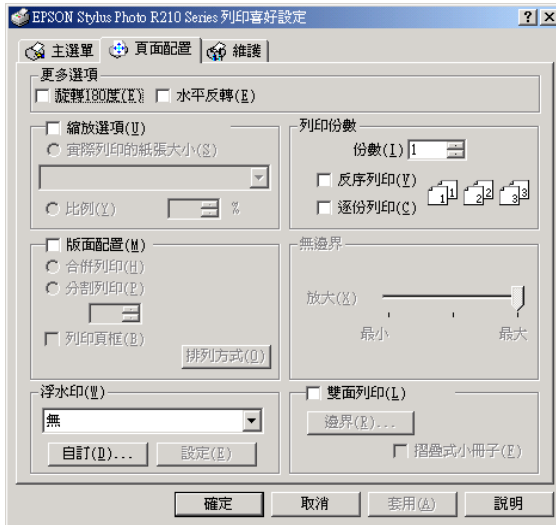 EPSON Stylus Photo R210 Series 列印喜好設定
主選單 頁面配置 維護
更多選項
旋轉180度(E) 水平反轉(E)
縮放選項(U)
實際列印的紙張大小(S)
比例(Y) %
列印份數
份數(I) 1
反序列印(V)
逐份列印(C)
1 1 2 2 3 3
版面配置(M)
合併列印(H)
分割列印(P)
列印頁框(B)
排列方式(O)
無邊界
放大(X)
最小 最大
浮水印(W)
無
自訂(D)... 設定(E)
雙面列印(L)
邊界(R)...
摺疊式小冊子(F)
確定 取消 套用(A) 說明